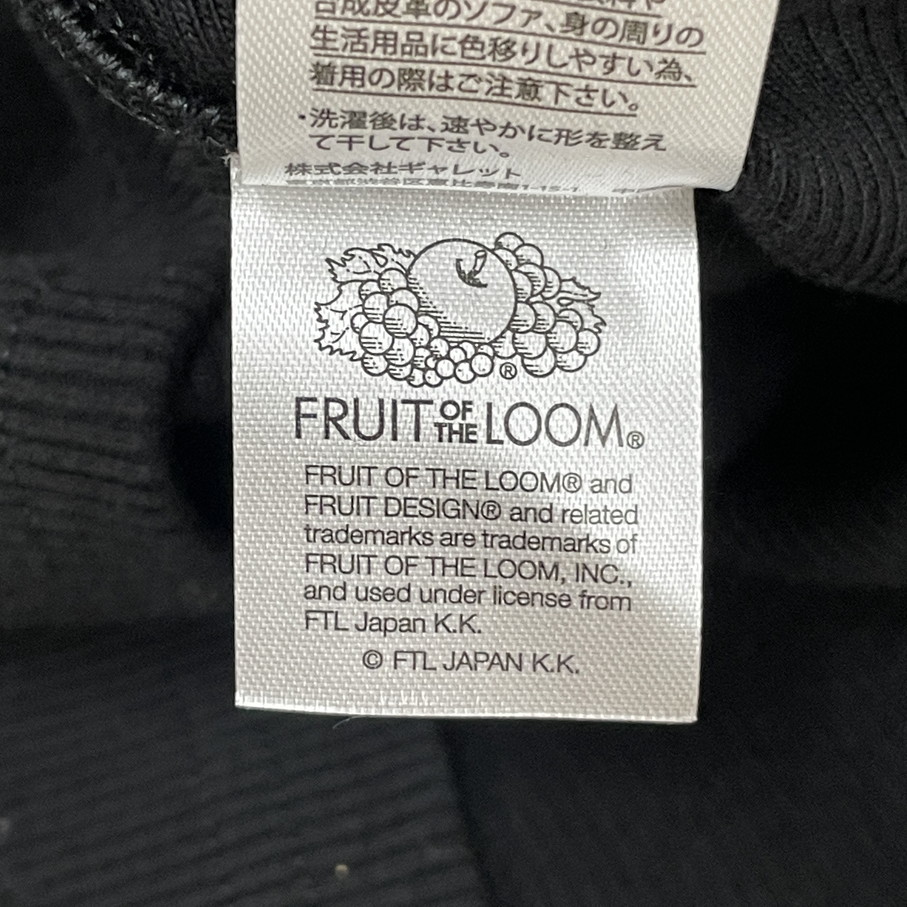 合成皮革のソファ、身の周りの
生活用品に色移りしやすい為、
着用の際はご注意下さい。
・洗濯後は、速やかに形を整え
て干して下さい。
株式会社ギャレット
®
FRUIT OF THE LOOM®
FRUIT OF THE LOOM® and
FRUIT DESIGN® and related
trademarks are trademarks of
FRUIT OF THE LOOM, INC.,
and used under license from
FTL Japan K.K.
© FTL JAPAN K.K.